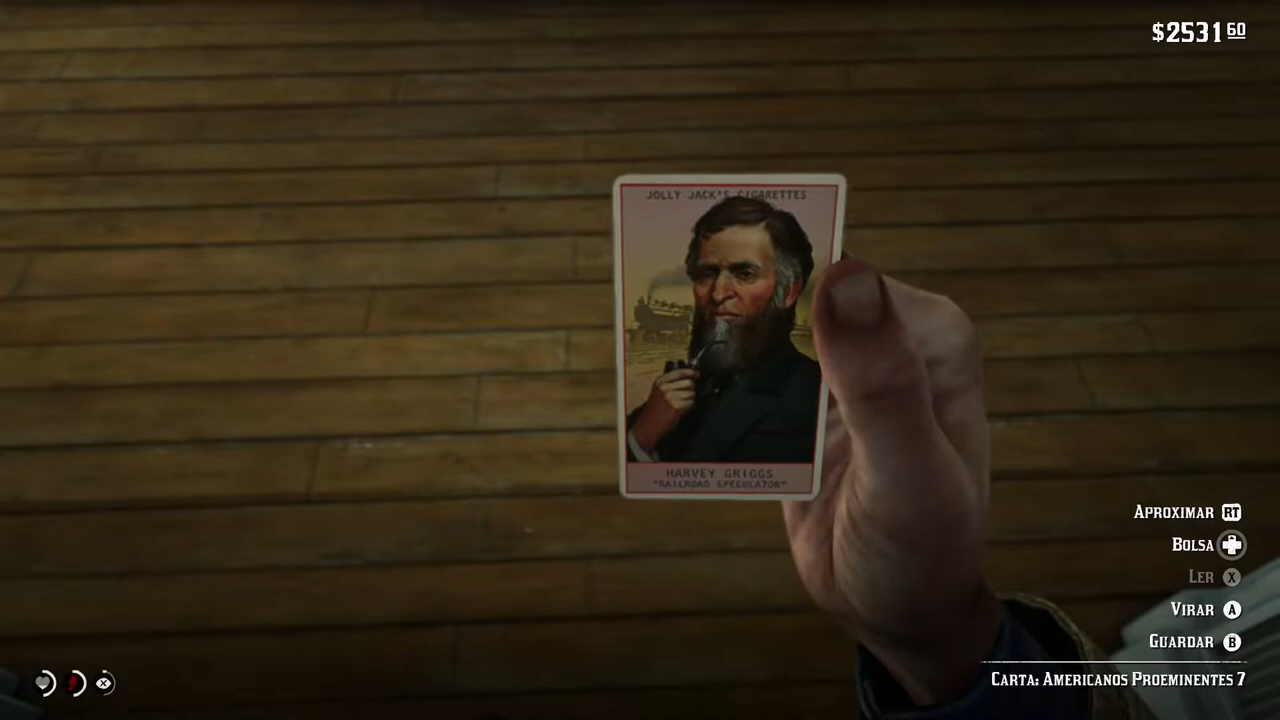 $2531 60
JOLLY JACK'S CIGARETTES
HARVEY GRIGGS
"RAILROAD SPECULATOR"
APROXIMAR RT
BOLSA
LER X
VIRAR A
GUARDAR B
CARTA: AMERICANOS PROEMINENTES 7